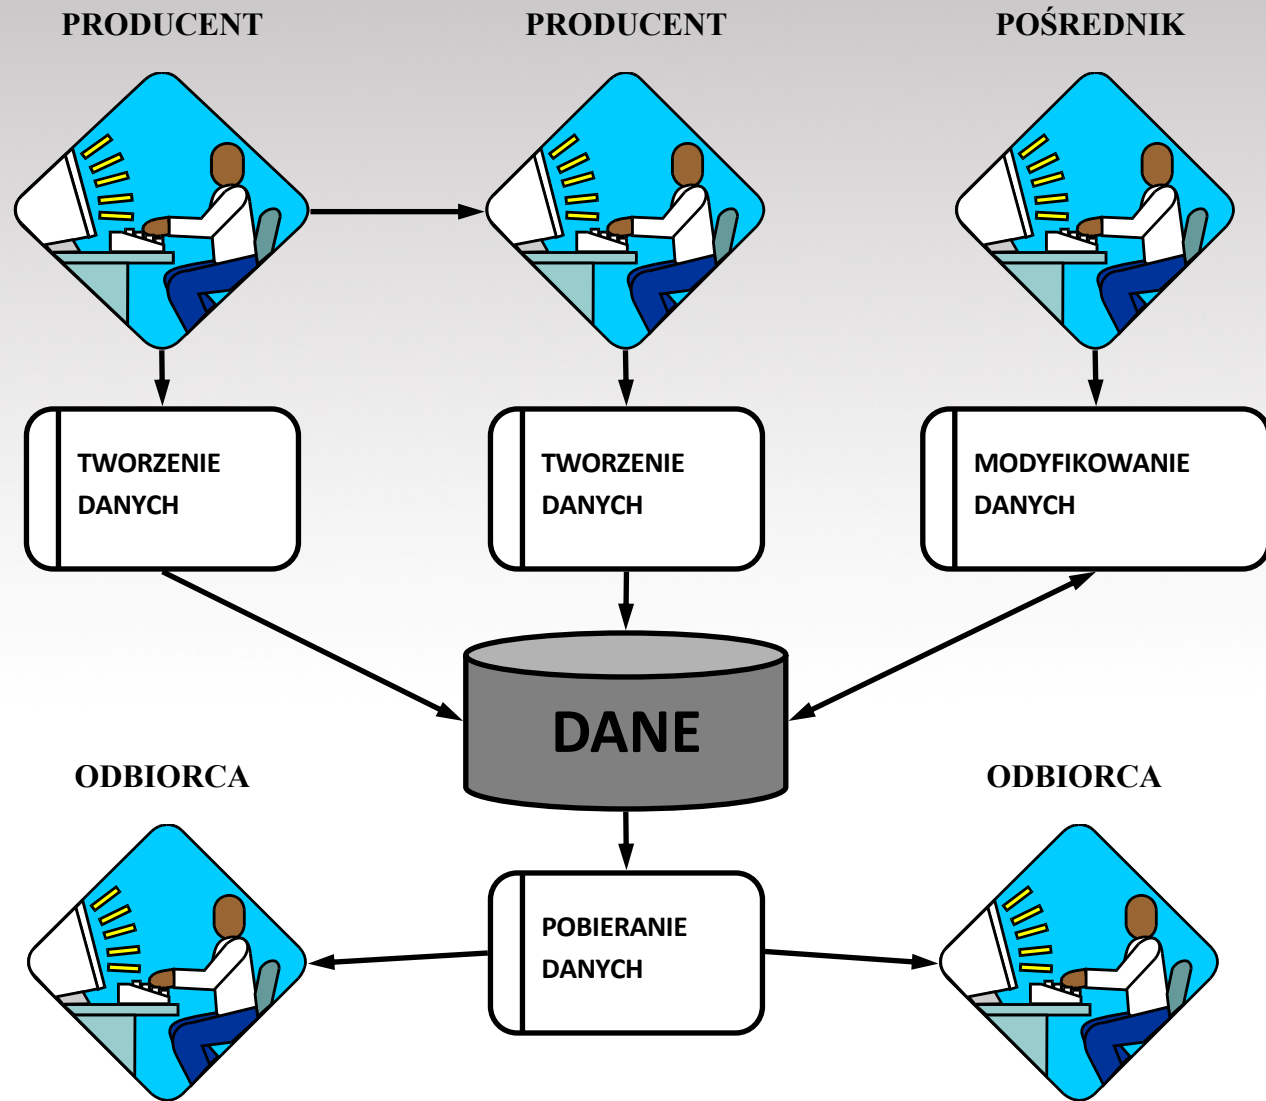 PRODUCENT
PRODUCENT
POŚREDNIK
TWORZENIE
DANYCH
TWORZENIE
DANYCH
MODYFIKOWANIE
DANYCH
DANE
ODBIORCA
ODBIORCA
POBIERANIE
DANYCH